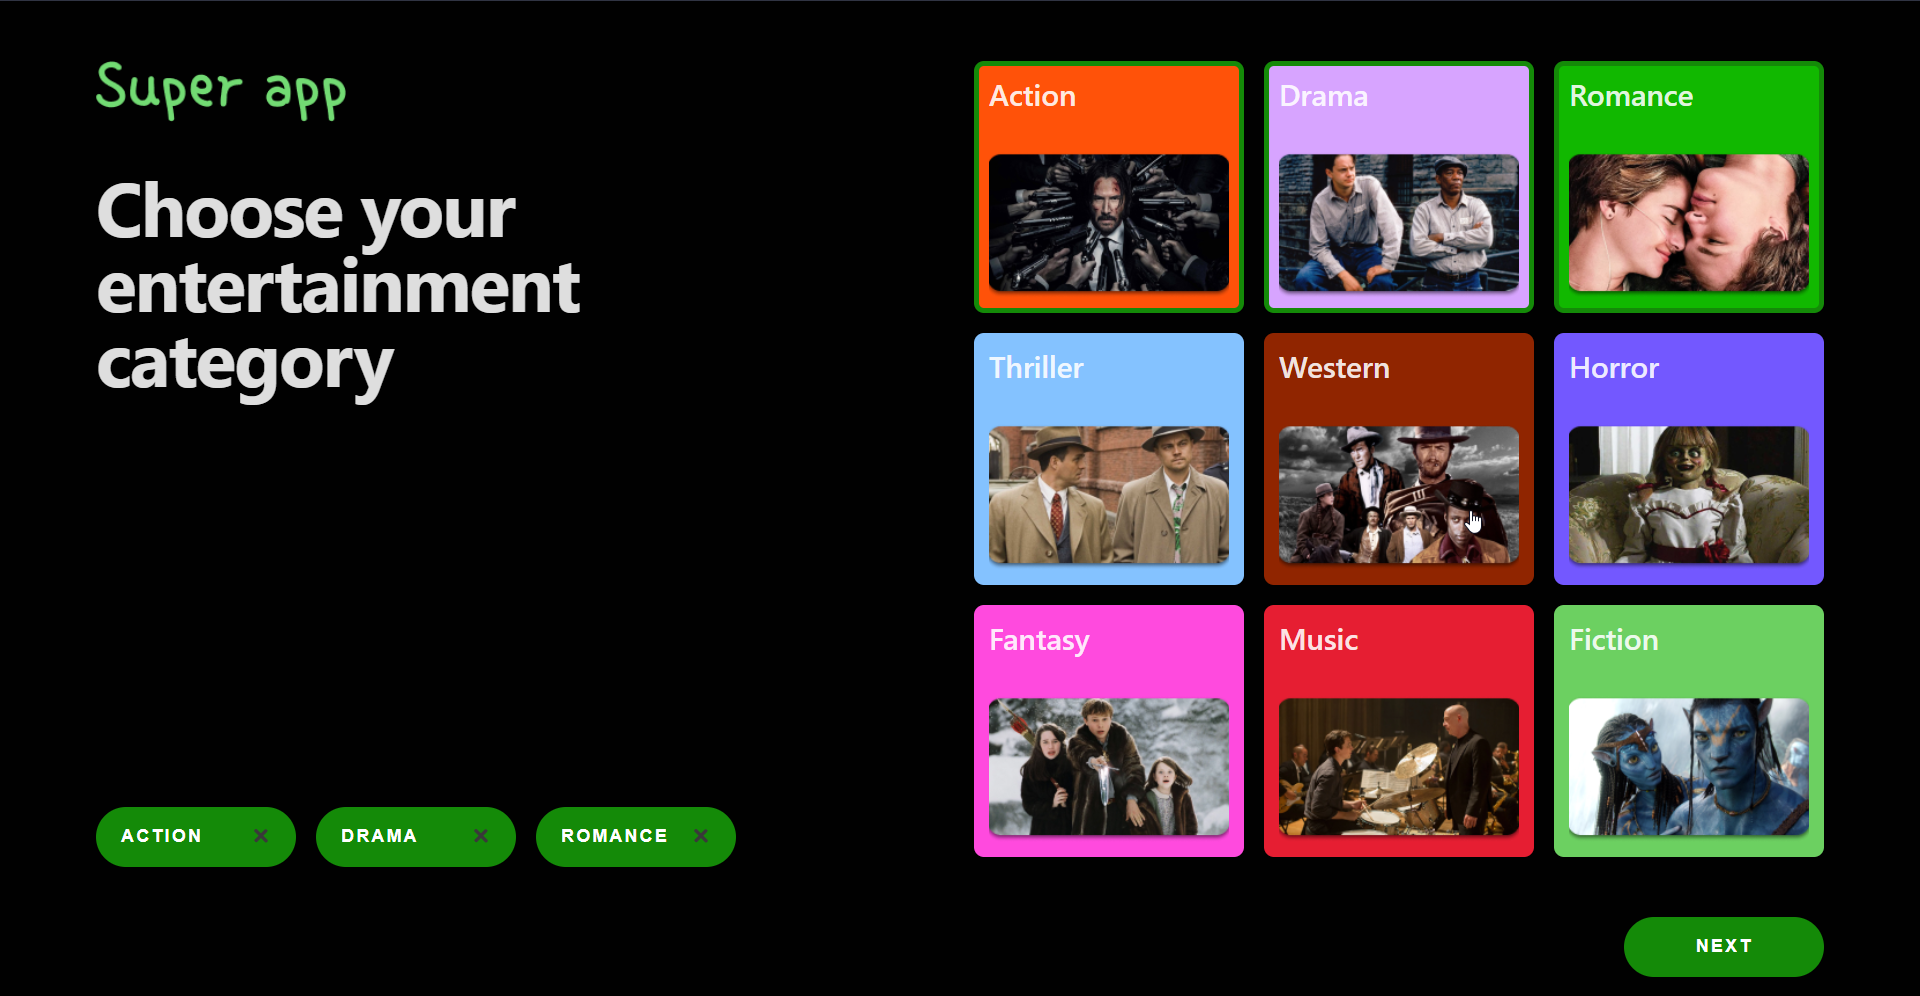 Super app
Choose your
entertainment
category
ACTION ✕
DRAMA ✕
ROMANCE ✕
Action
Drama
Romance
Thriller
Western
Horror
Fantasy
Music
Fiction
NEXT